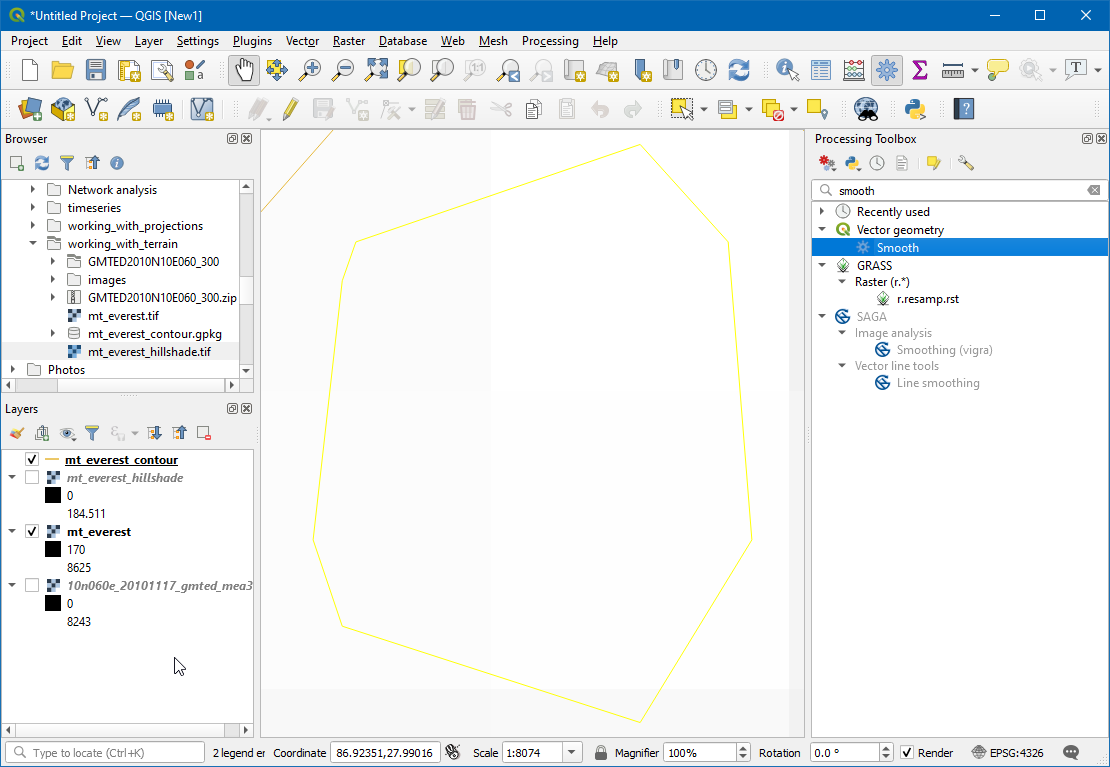 *Untitled Project — QGIS [New1]
Project Edit View Layer Settings Plugins Vector Raster Database Web Mesh Processing Help
1:1
T
?
Browser
Network analysis
timeseries
working_with_projections
working_with_terrain
GMTED2010N10E060_300
images
GMTED2010N10E060_300.zip
mt_everest.tif
mt_everest_contour.gpkg
mt_everest_hillshade.tif
Photos
Layers
mt_everest_contour
mt_everest_hillshade
0
184.511
mt_everest
170
8625
10n060e_20101117_gmted_mea3
0
8243
Processing Toolbox
smooth
Recently used
Vector geometry
Smooth
GRASS
Raster (r.*)
r.resamp.rst
SAGA
Image analysis
Smoothing (vigra)
Vector line tools
Line smoothing
Type to locate (Ctrl+K) 2 legend er Coordinate 86.92351,27.99016 Scale 1:8074 Magnifier 100% Rotation 0.0 ° Render EPSG:4326